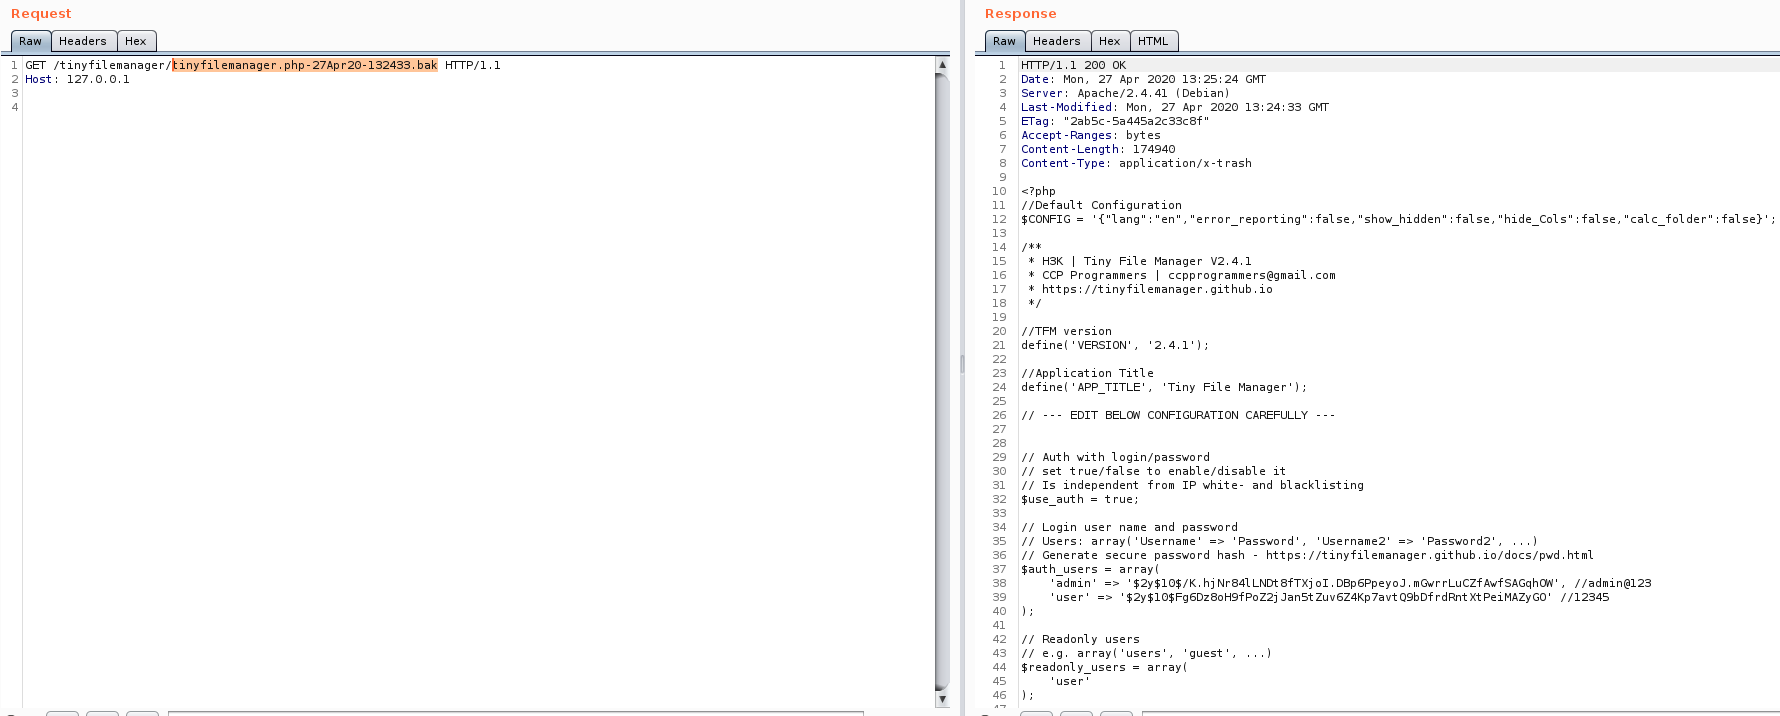 Request
Raw Headers Hex
1 GET /tinyfilemanager/tinyfilemanager.php-27Apr20-132433.bak HTTP/1.1
2 Host: 127.0.0.1
3
4
Response
Raw Headers Hex HTML
1 HTTP/1.1 200 OK
2 Date: Mon, 27 Apr 2020 13:25:24 GMT
3 Server: Apache/2.4.41 (Debian)
4 Last-Modified: Mon, 27 Apr 2020 13:24:33 GMT
5 ETag: "2ab5c-5a445a2c33c8f"
6 Accept-Ranges: bytes
7 Content-Length: 174940
8 Content-Type: application/x-trash
9
10 <?php
11 //Default Configuration
12 $CONFIG = '{"lang":"en","error_reporting":false,"show_hidden":false,"hide_Cols":false,"calc_folder":false}';
13
14 /**
15 * H3K | Tiny File Manager V2.4.1
16 * CCP Programmers | ccpprogrammers@gmail.com
17 * https://tinyfilemanager.github.io
18 */
19
20 //TFM version
21 define('VERSION', '2.4.1');
22
23 //Application Title
24 define('APP_TITLE', 'Tiny File Manager');
25
26 // --- EDIT BELOW CONFIGURATION CAREFULLY ---
27
28
29 // Auth with login/password
30 // set true/false to enable/disable it
31 // Is independent from IP white- and blacklisting
32 $use_auth = true;
33
34 // Login user name and password
35 // Users: array('Username' => 'Password', 'Username2' => 'Password2', ...)
36 // Generate secure password hash - https://tinyfilemanager.github.io/docs/pwd.html
37 $auth_users = array(
38 'admin' => '$2y$10$/K.hjNr84lLNDt8fTXjoI.DBp6PpeyoJ.mGwrrLuCZfAwfSAGqhOW', //admin@123
39 'user' => '$2y$10$Fg6Dz8oH9fPoZ2jJan5tZuv6Z4Kp7avtQ9bDfrdRntXtPeiMAZyGO' //12345
40 );
41
42 // Readonly users
43 // e.g. array('users', 'guest', ...)
44 $readonly_users = array(
45 'user'
46 );